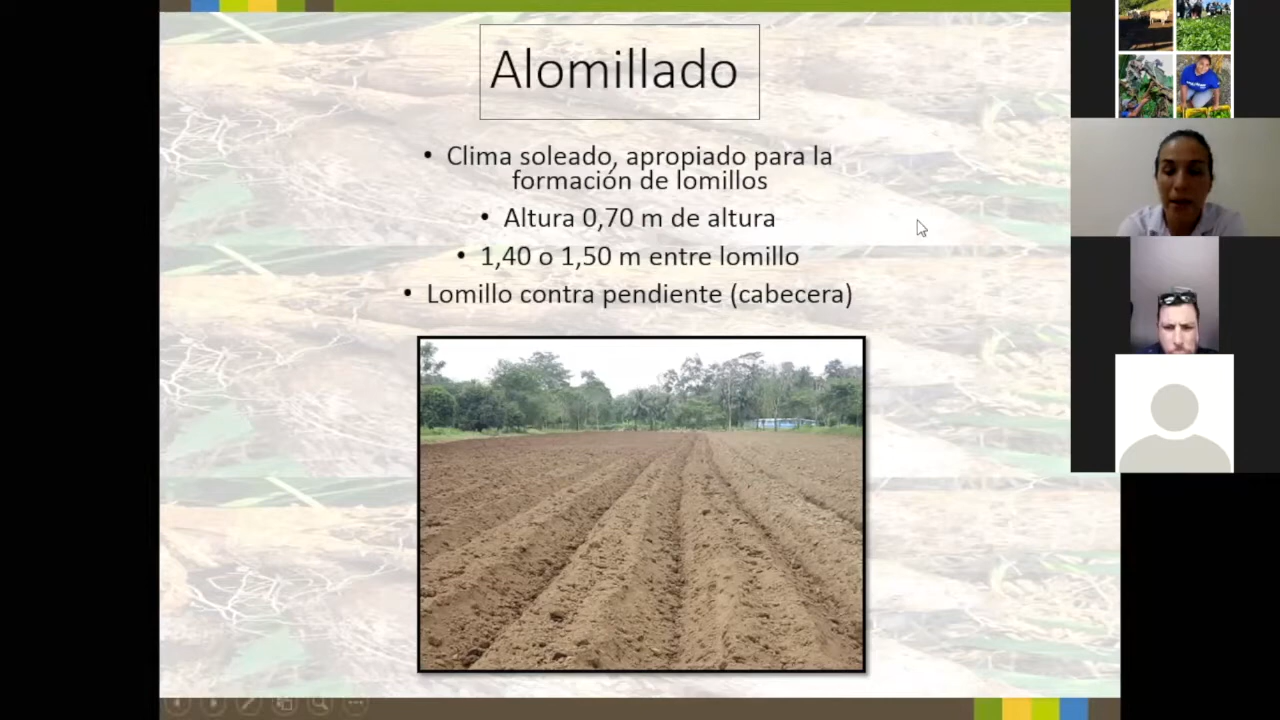 Alomillado
• Clima soleado, apropiado para la
formación de lomillos
• Altura 0,70 m de altura
• 1,40 o 1,50 m entre lomillo
• Lomillo contra pendiente (cabecera)